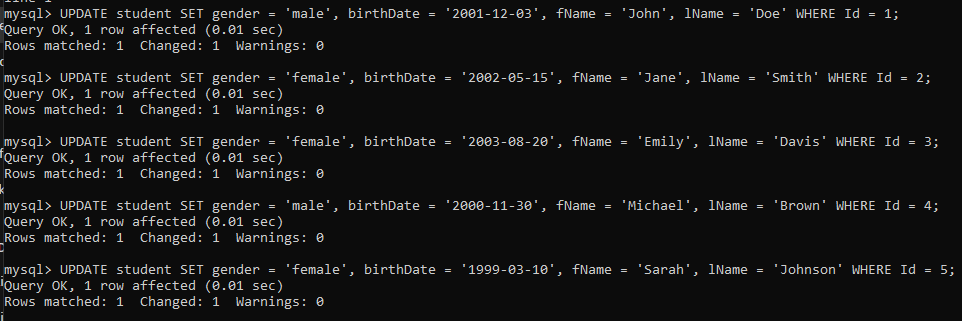 mysql> UPDATE student SET gender = 'male', birthDate = '2001-12-03', fName = 'John', lName = 'Doe' WHERE Id = 1;
Query OK, 1 row affected (0.01 sec)
Rows matched: 1  Changed: 1  Warnings: 0

mysql> UPDATE student SET gender = 'female', birthDate = '2002-05-15', fName = 'Jane', lName = 'Smith' WHERE Id = 2;
Query OK, 1 row affected (0.01 sec)
Rows matched: 1  Changed: 1  Warnings: 0

mysql> UPDATE student SET gender = 'female', birthDate = '2003-08-20', fName = 'Emily', lName = 'Davis' WHERE Id = 3;
Query OK, 1 row affected (0.01 sec)
Rows matched: 1  Changed: 1  Warnings: 0

mysql> UPDATE student SET gender = 'male', birthDate = '2000-11-30', fName = 'Michael', lName = 'Brown' WHERE Id = 4;
Query OK, 1 row affected (0.01 sec)
Rows matched: 1  Changed: 1  Warnings: 0

mysql> UPDATE student SET gender = 'female', birthDate = '1999-03-10', fName = 'Sarah', lName = 'Johnson' WHERE Id = 5;
Query OK, 1 row affected (0.01 sec)
Rows matched: 1  Changed: 1  Warnings: 0